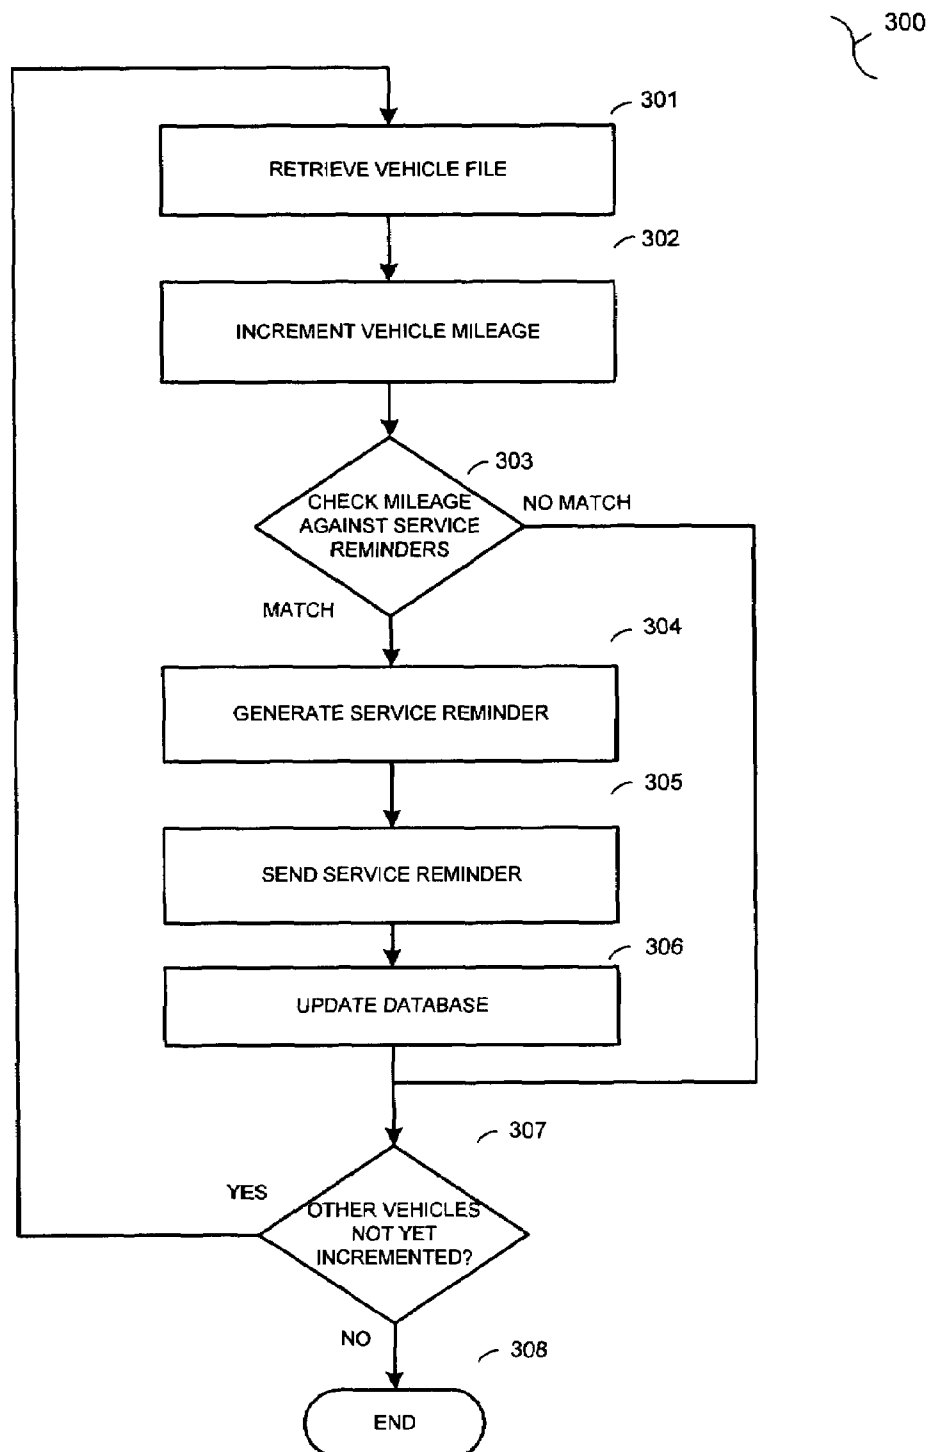 300
301
RETRIEVE VEHICLE FILE
302
INCREMENT VEHICLE MILEAGE
303
CHECK MILEAGE
AGAINST SERVICE
REMINDERS
NO MATCH
MATCH
304
GENERATE SERVICE REMINDER
305
SEND SERVICE REMINDER
306
UPDATE DATABASE
307
YES
OTHER VEHICLES
NOT YET
INCREMENTED?
NO
308
END